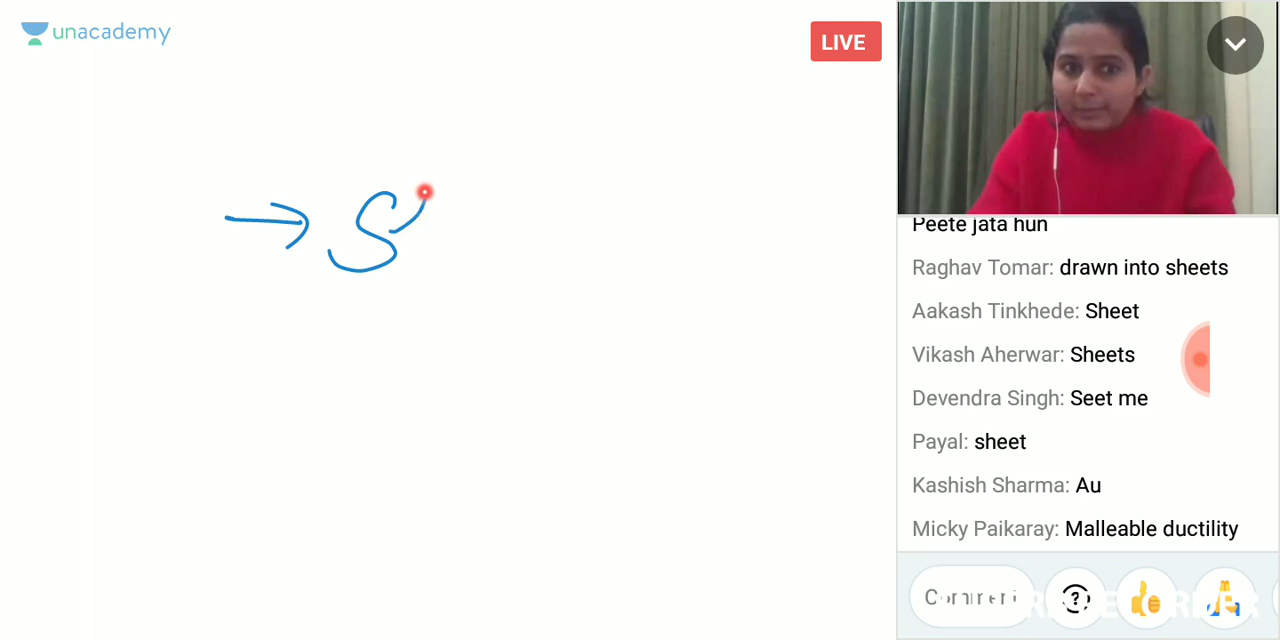 unacademy
LIVE
S
Peete jata hun
Raghav Tomar: drawn into sheets
Aakash Tinkhede: Sheet
Vikash Aherwar: Sheets
Devendra Singh: Seet me
Payal: sheet
Kashish Sharma: Au
Micky Paikaray: Malleable ductility
Comment